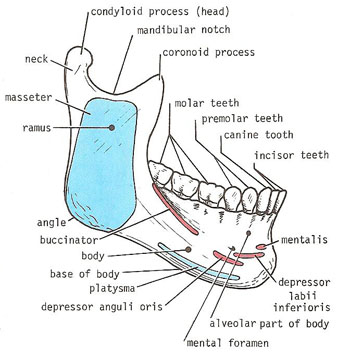 condyloid process (head)
mandibular notch
coronoid process
neck
masseter
ramus
molar teeth
premolar teeth
canine tooth
incisor teeth
angle
buccinator
body
base of body
platysma
depressor anguli oris
mentalis
depressor
labii
inferioris
alveolar part of body
mental foramen